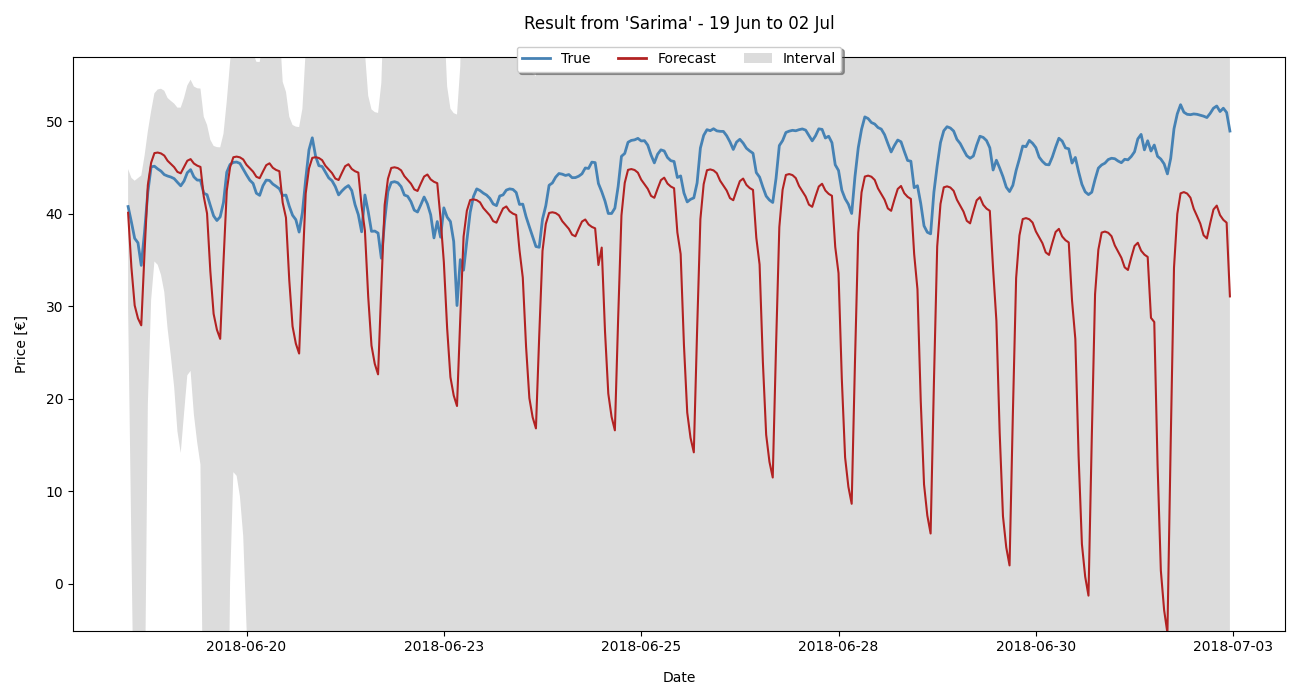 Result from 'Sarima' - 19 Jun to 02 Jul
True
Forecast
Interval
Price [€]
50
40
30
20
10
0
2018-06-20
2018-06-23
2018-06-25
2018-06-28
2018-06-30
2018-07-03
Date